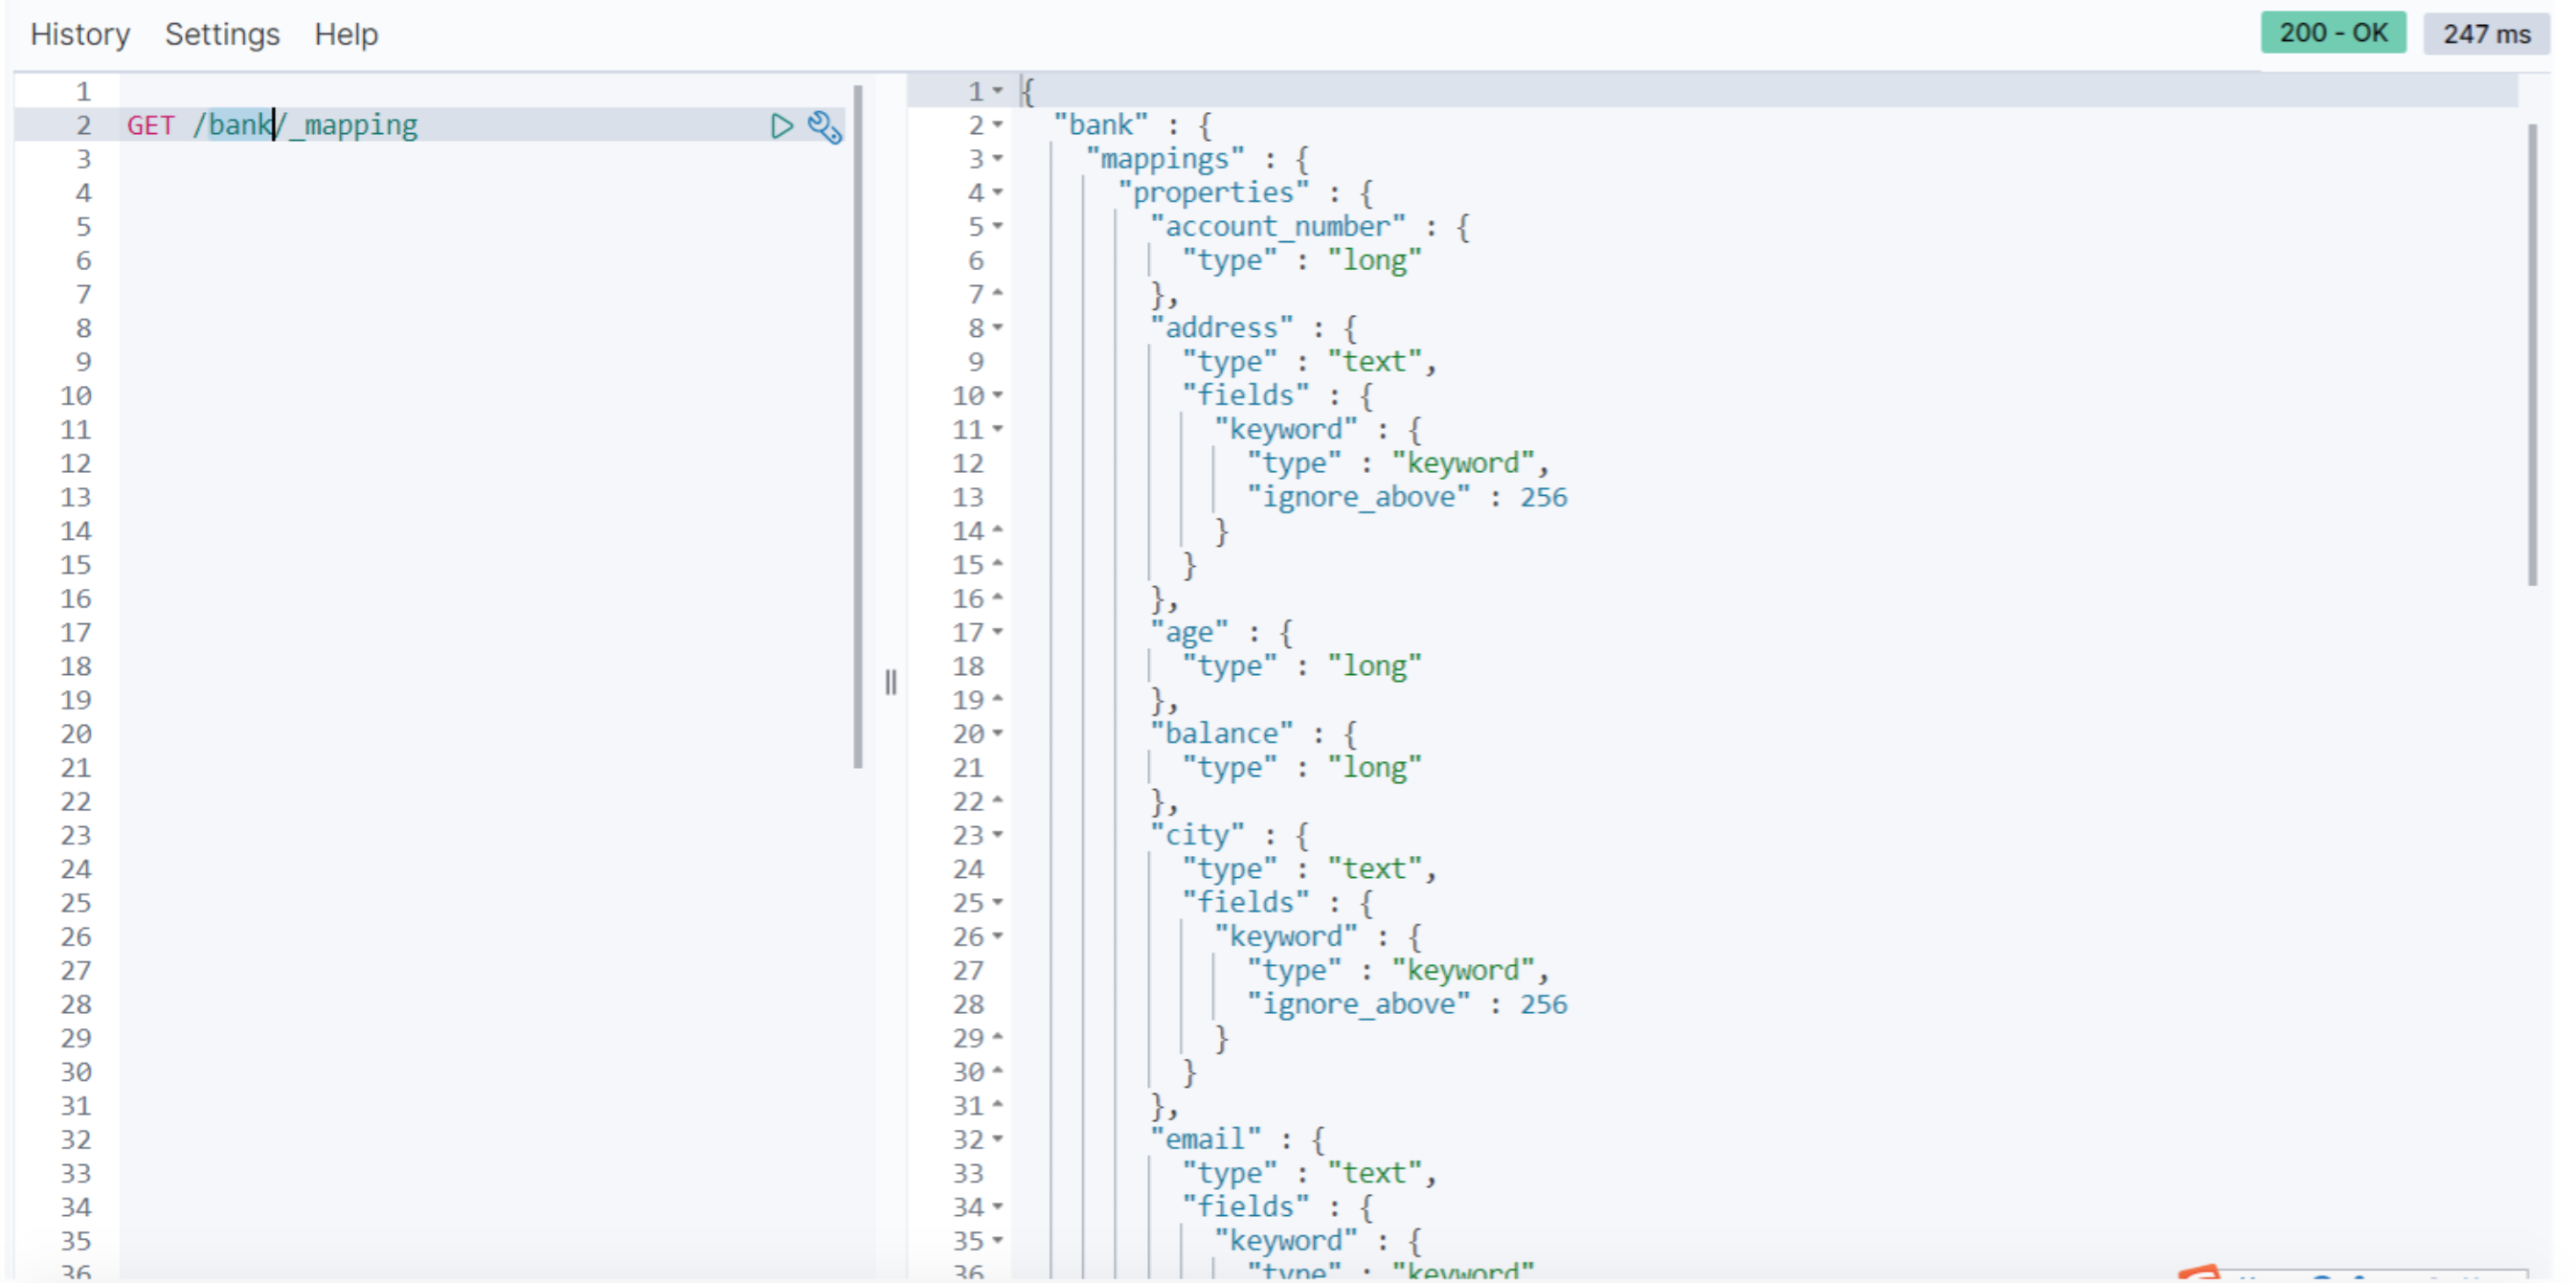 History Settings Help 200 - OK 247 ms
1
2 GET /bank/_mapping
3
4
5
6
7
8
9
10
11
12
13
14
15
16
17
18
19
20
21
22
23
24
25
26
27
28
29
30
31
32
33
34
35
36
1 {
2 "bank" : {
3 "mappings" : {
4 "properties" : {
5 "account_number" : {
6 "type" : "long"
7 },
8 "address" : {
9 "type" : "text",
10 "fields" : {
11 "keyword" : {
12 "type" : "keyword",
13 "ignore_above" : 256
14 }
15 }
16 },
17 "age" : {
18 "type" : "long"
19 },
20 "balance" : {
21 "type" : "long"
22 },
23 "city" : {
24 "type" : "text",
25 "fields" : {
26 "keyword" : {
27 "type" : "keyword",
28 "ignore_above" : 256
29 }
30 }
31 },
32 "email" : {
33 "type" : "text",
34 "fields" : {
35 "keyword" : {
36 "type" : "keyword"